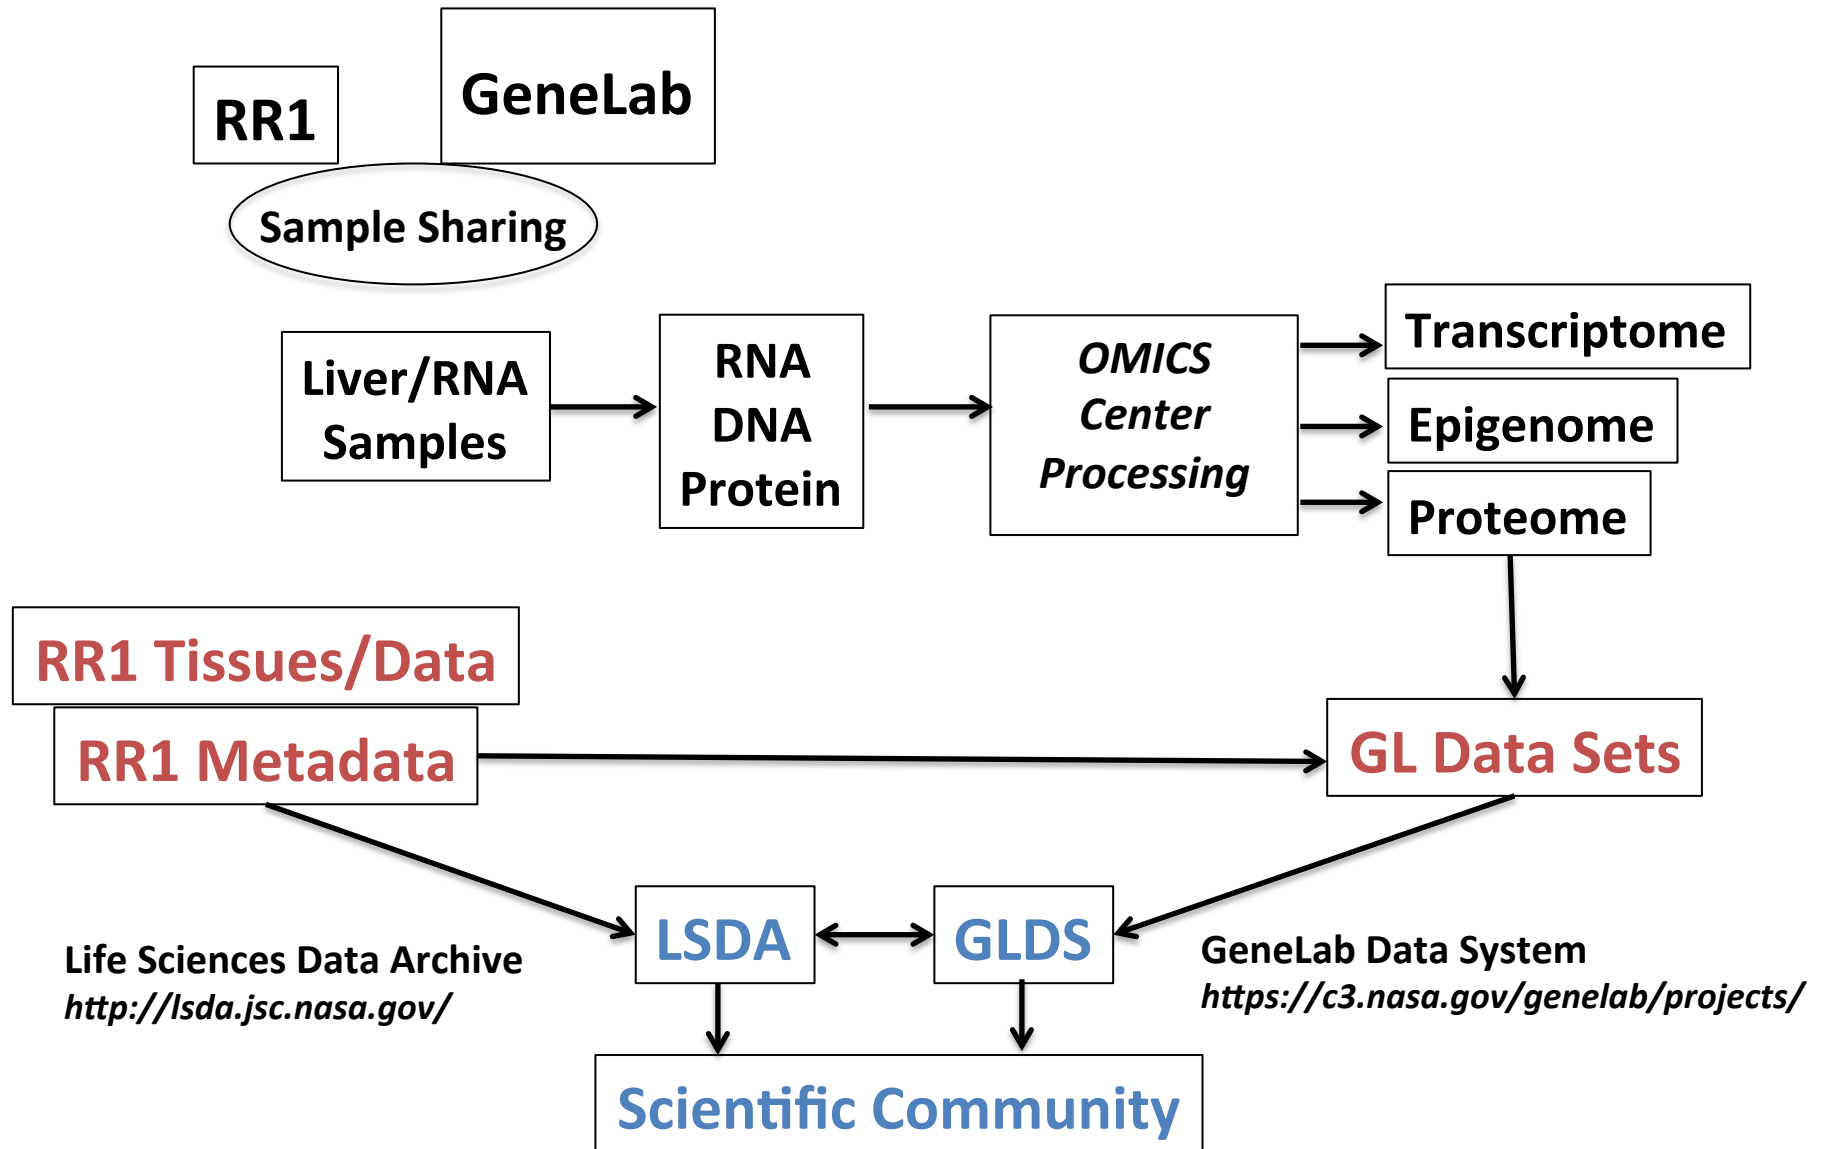 RR1
GeneLab
Sample Sharing
Liver/RNA
Samples
RNA
DNA
Protein
OMICS
Center
Processing
Transcriptome
Epigenome
Proteome
RR1 Tissues/Data
RR1 Metadata
GL Data Sets
LSDA
GLDS
Life Sciences Data Archive
http://lsda.jsc.nasa.gov/
GeneLab Data System
https://c3.nasa.gov/genelab/projects/
Scientific Community